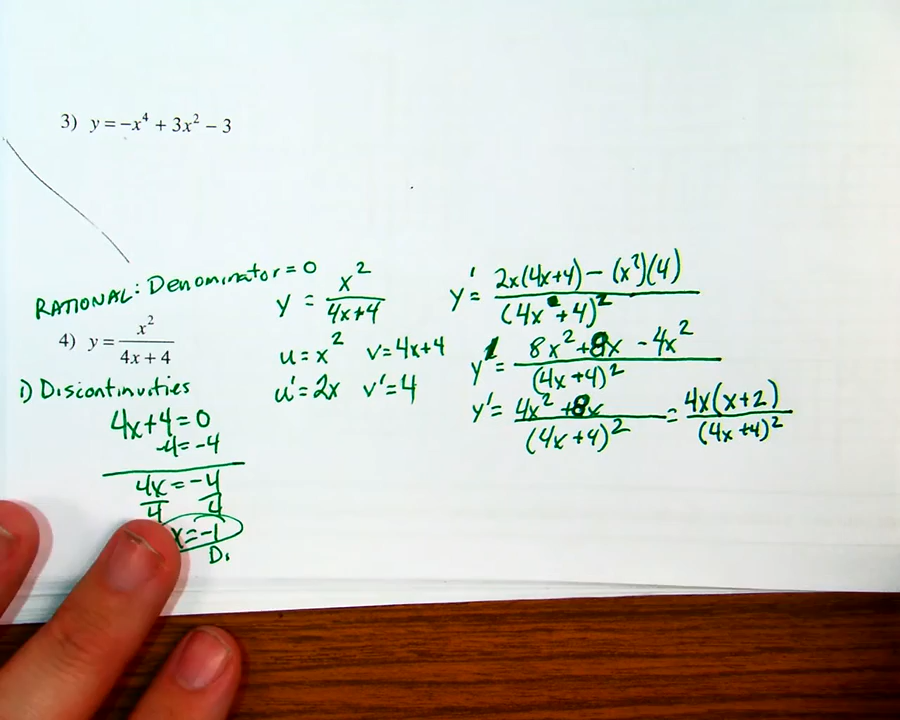 3) y = −x⁴ + 3x² − 3
RATIONAL: Denominator = 0
4) y = x²/(4x + 4)
1) Discontinuities
4x+4=0
-4=-4
4x/4 = -4/4
x=-1
D.
y = x²/(4x+4)
u=x² v=4x+4
u'=2x v'=4
y' = (2x(4x+4) − (x²)(4))/(4x+4)²
y' = (8x²+8x −4x²)/(4x+4)²
y' = (4x²+8x)/(4x+4)² = 4x(x+2)/(4x+4)²